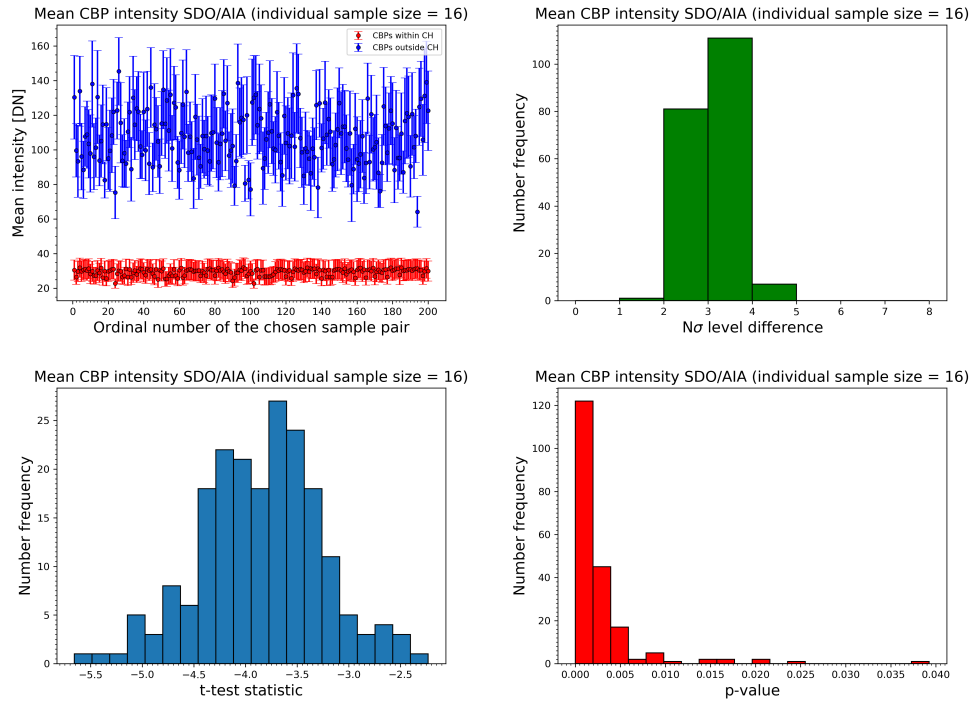 Mean CBP intensity SDO/AIA (individual sample size = 16)
CBPs within CH
CBPs outside CH
160
140
120
100
80
60
40
20
Mean intensity [DN]
0 20 40 60 80 100 120 140 160 180 200
Ordinal number of the chosen sample pair
Mean CBP intensity SDO/AIA (individual sample size = 16)
100
80
60
40
20
0
Number frequency
0 1 2 3 4 5 6 7 8
Nσ level difference
Mean CBP intensity SDO/AIA (individual sample size = 16)
25
20
15
10
5
0
Number frequency
−5.5 −5.0 −4.5 −4.0 −3.5 −3.0 −2.5
t-test statistic
Mean CBP intensity SDO/AIA (individual sample size = 16)
120
100
80
60
40
20
0
Number frequency
0.000 0.005 0.010 0.015 0.020 0.025 0.030 0.035 0.040
p-value